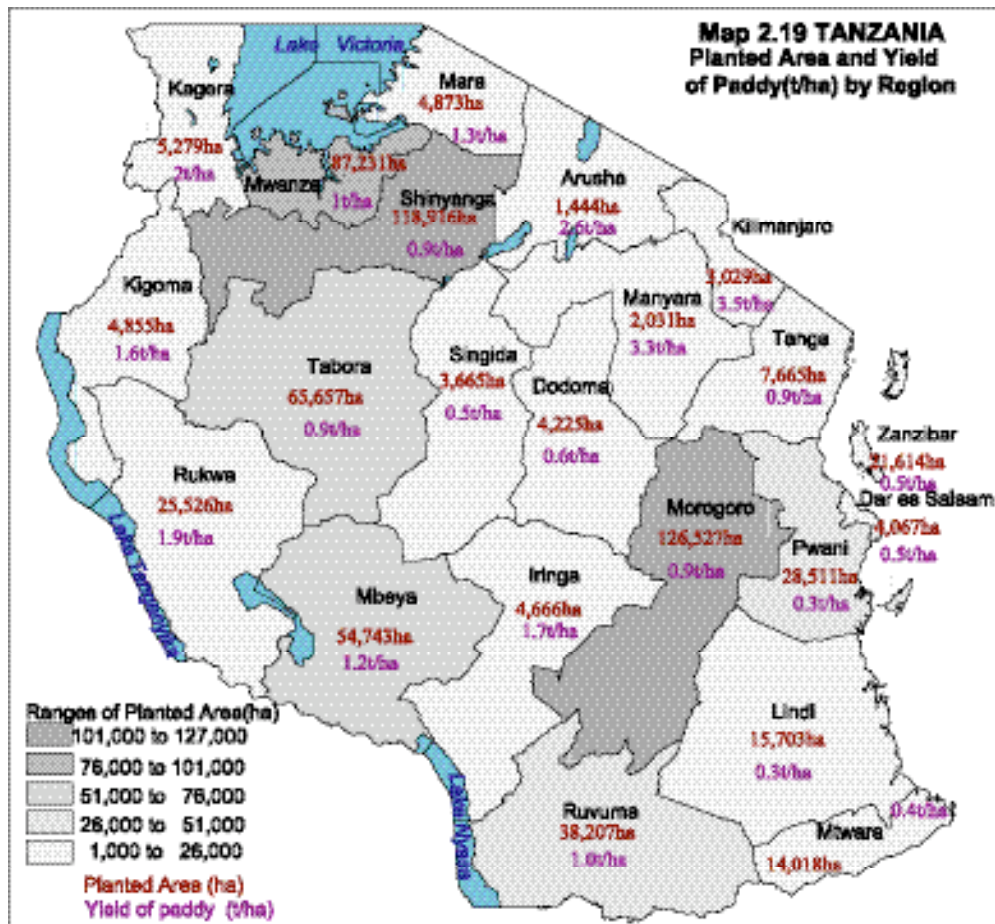 Map 2.19 TANZANIA
Planted Area and Yield
of Paddy(t/ha) by Region
Lake Victoria
Kagera
5,279ha
2t/ha
Mara
4,873ha
1.3t/ha
Mwanza
87,231ha
1t/ha
Shinyanga
118,916ha
0.9t/ha
Arusha
1,444ha
2.6t/ha
Kilimanjaro
1,029ha
3.5t/ha
Kigoma
4,855ha
1.6t/ha
Tabora
65,657ha
0.9t/ha
Singida
3,665ha
0.5t/ha
Dodoma
4,225ha
0.6t/ha
Manyara
2,031ha
3.3t/ha
Tanga
7,665ha
0.9t/ha
Zanzibar
21,614ha
0.5t/ha
Dar es Salaam
4,067ha
0.5t/ha
Rukwa
25,526ha
1.9t/ha
Lake Tanganyika
Mbeya
54,743ha
1.2t/ha
Iringa
4,666ha
1.7t/ha
Morogoro
126,527ha
0.9t/ha
Pwani
28,511ha
0.3t/ha
Lindi
15,703ha
0.3t/ha
Ruvuma
38,207ha
1.0t/ha
Mtwara
14,018ha
0.4t/ha
Lake Nyasa
Ranges of Planted Area(ha)
101,000 to 127,000
76,000 to 101,000
51,000 to 76,000
26,000 to 51,000
1,000 to 26,000
Planted Area (ha)
Yield of paddy (t/ha)